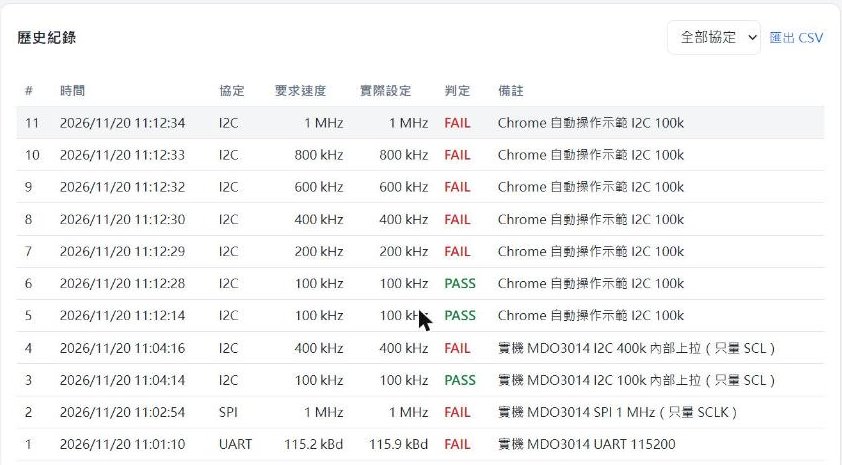 歷史紀錄 全部協定 匯出 CSV
# 時間 協定 要求速度 實際設定 判定 備註
11 2026/11/20 11:12:34 I2C 1 MHz 1 MHz FAIL Chrome 自動操作示範 I2C 100k
10 2026/11/20 11:12:33 I2C 800 kHz 800 kHz FAIL Chrome 自動操作示範 I2C 100k
9 2026/11/20 11:12:32 I2C 600 kHz 600 kHz FAIL Chrome 自動操作示範 I2C 100k
8 2026/11/20 11:12:30 I2C 400 kHz 400 kHz FAIL Chrome 自動操作示範 I2C 100k
7 2026/11/20 11:12:29 I2C 200 kHz 200 kHz FAIL Chrome 自動操作示範 I2C 100k
6 2026/11/20 11:12:28 I2C 100 kHz 100 kHz PASS Chrome 自動操作示範 I2C 100k
5 2026/11/20 11:12:14 I2C 100 kHz 100 kHz PASS Chrome 自動操作示範 I2C 100k
4 2026/11/20 11:04:16 I2C 400 kHz 400 kHz FAIL 實機 MDO3014 I2C 400k 內部上拉（只量 SCL）
3 2026/11/20 11:04:14 I2C 100 kHz 100 kHz PASS 實機 MDO3014 I2C 100k 內部上拉（只量 SCL）
2 2026/11/20 11:02:54 SPI 1 MHz 1 MHz FAIL 實機 MDO3014 SPI 1 MHz（只量 SCLK）
1 2026/11/20 11:01:10 UART 115.2 kBd 115.9 kBd FAIL 實機 MDO3014 UART 115200